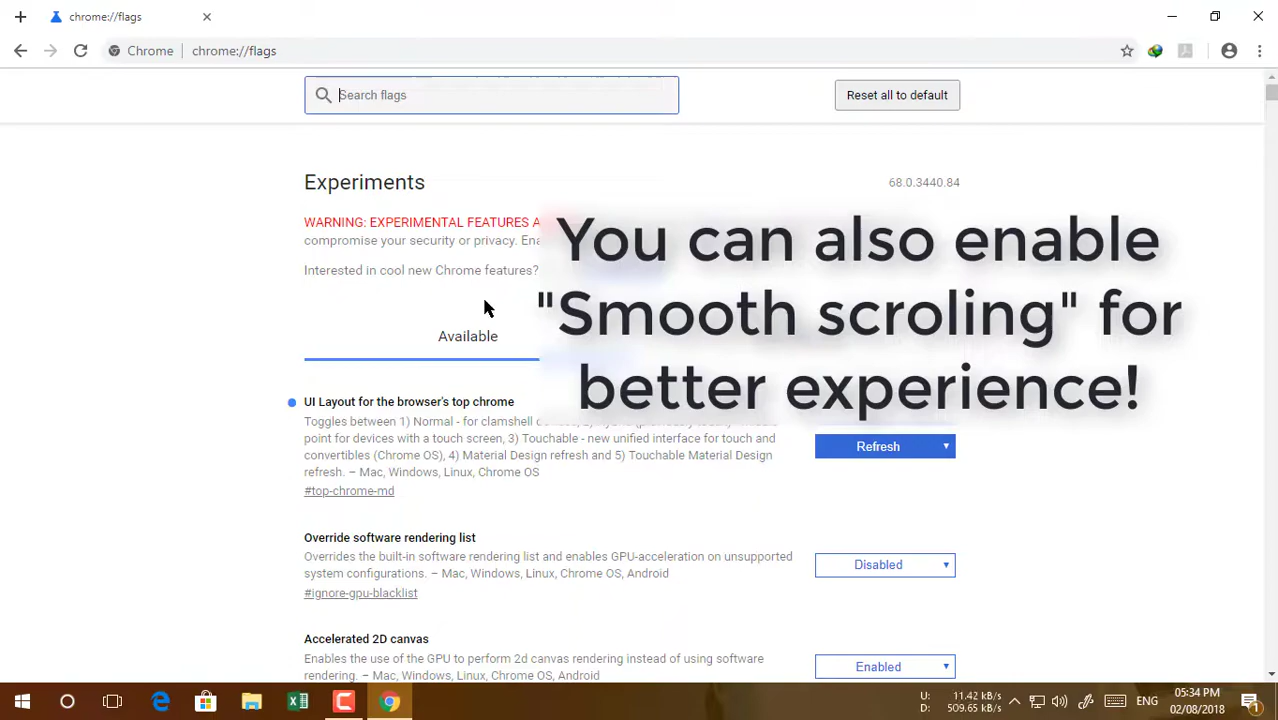 chrome://flags
Chrome
chrome://flags
Search flags
Reset all to default
Experiments
68.0.3440.84
WARNING: EXPERIMENTAL FEATURES A
compromise your security or privacy. Ena
Interested in cool new Chrome features?
You can also enable
"Smooth scroling" for
better experience!
Available
UI Layout for the browser's top chrome
Toggles between 1) Normal - for clamshell
point for devices with a touch screen, 3) Touchable - new unified interface for touch and
convertibles (Chrome OS), 4) Material Design refresh and 5) Touchable Material Design
refresh. – Mac, Windows, Linux, Chrome OS
#top-chrome-md
Refresh
Override software rendering list
Overrides the built-in software rendering list and enables GPU-acceleration on unsupported
system configurations. – Mac, Windows, Linux, Chrome OS, Android
#ignore-gpu-blacklist
Disabled
Accelerated 2D canvas
Enables the use of the GPU to perform 2d canvas rendering instead of using software
rendering. – Mac, Windows, Linux, Chrome OS, Android
Enabled
U: 11.42 kB/s
D: 509.65 kB/s
ENG
05:34 PM
02/08/2018
1